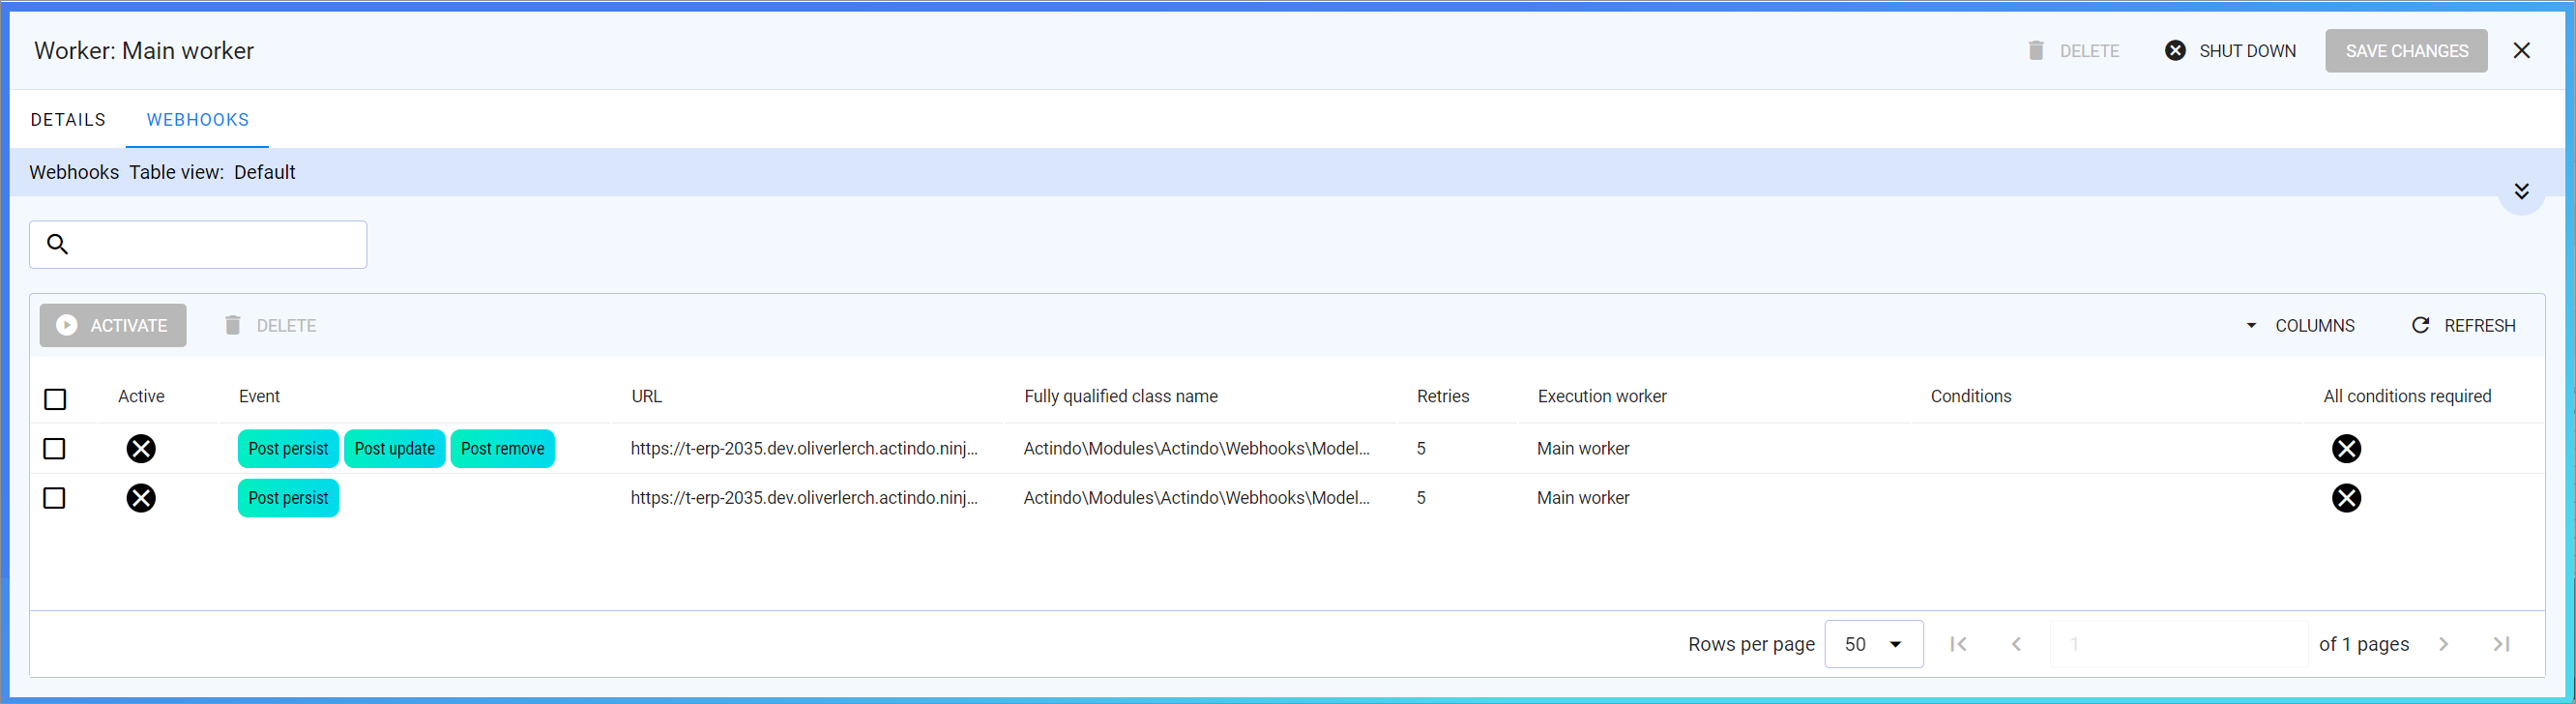 Worker: Main worker DELETE SHUT DOWN SAVE CHANGES
DETAILS WEBHOOKS
Webhooks Table view: Default
ACTIVATE DELETE COLUMNS REFRESH
Active Event URL Fully qualified class name Retries Execution worker Conditions All conditions required
Post persist Post update Post remove https://t-erp-2035.dev.oliverlerch.actindo.ninj... Actindo\Modules\Actindo\Webhooks\Model... 5 Main worker
Post persist https://t-erp-2035.dev.oliverlerch.actindo.ninj... Actindo\Modules\Actindo\Webhooks\Model... 5 Main worker
Rows per page 50 1 of 1 pages